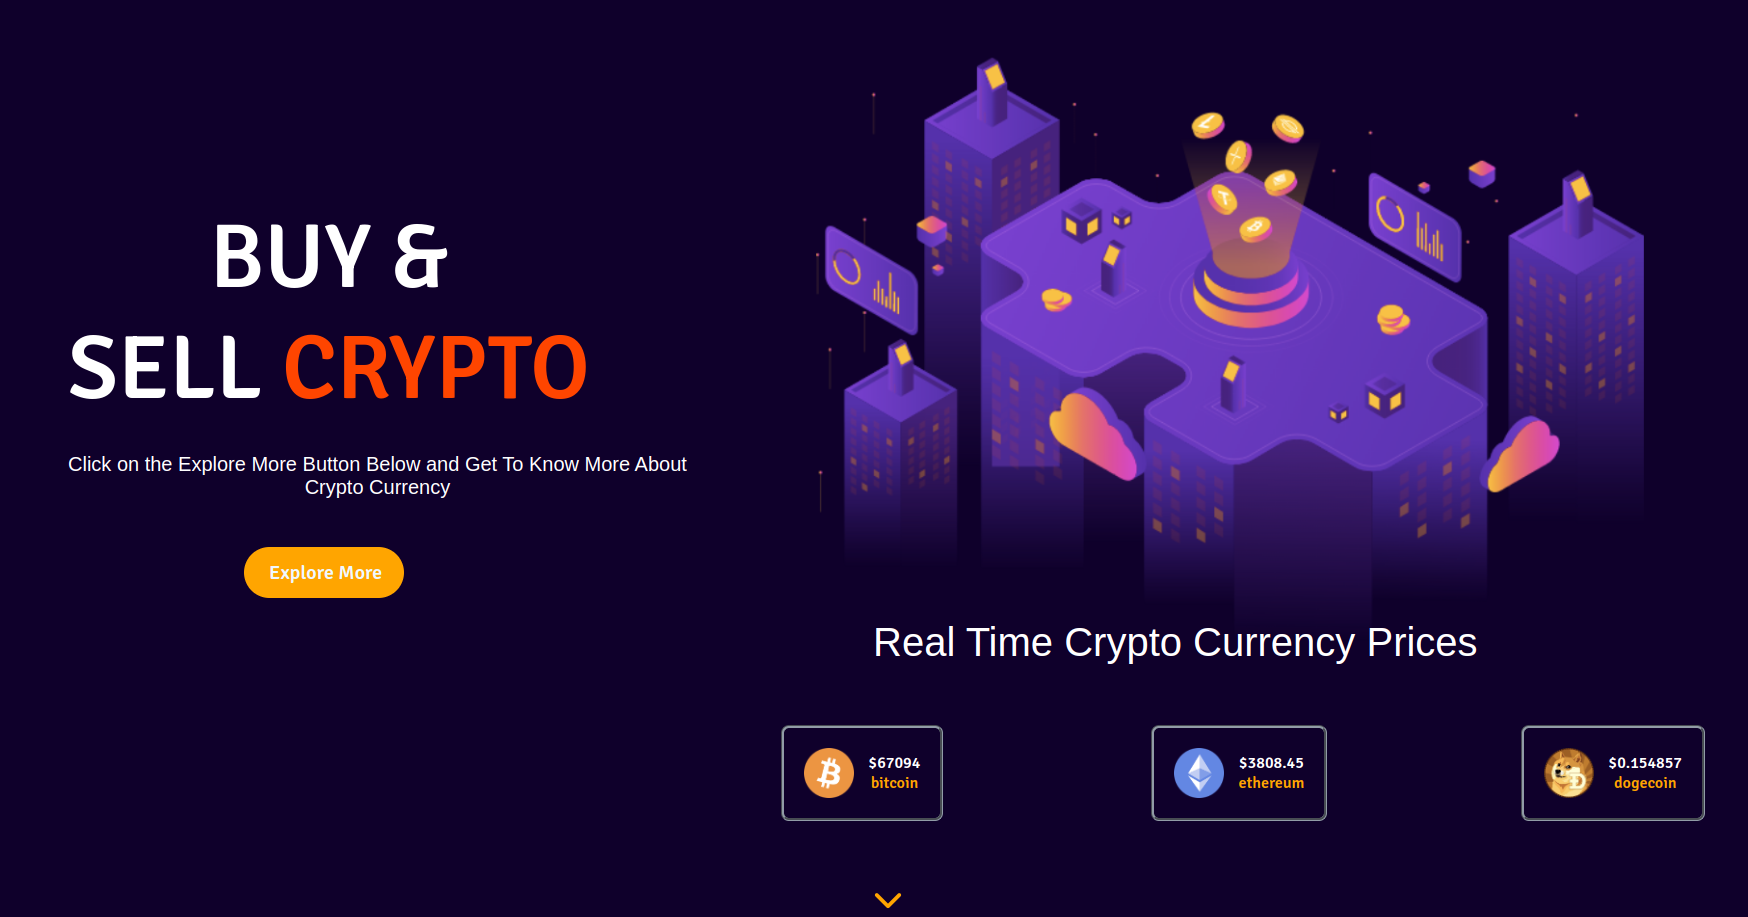 BUY &
SELL CRYPTO
Click on the Explore More Button Below and Get To Know More About
Crypto Currency
Explore More
Real Time Crypto Currency Prices
$67094
bitcoin
$3808.45
ethereum
$0.154857
dogecoin